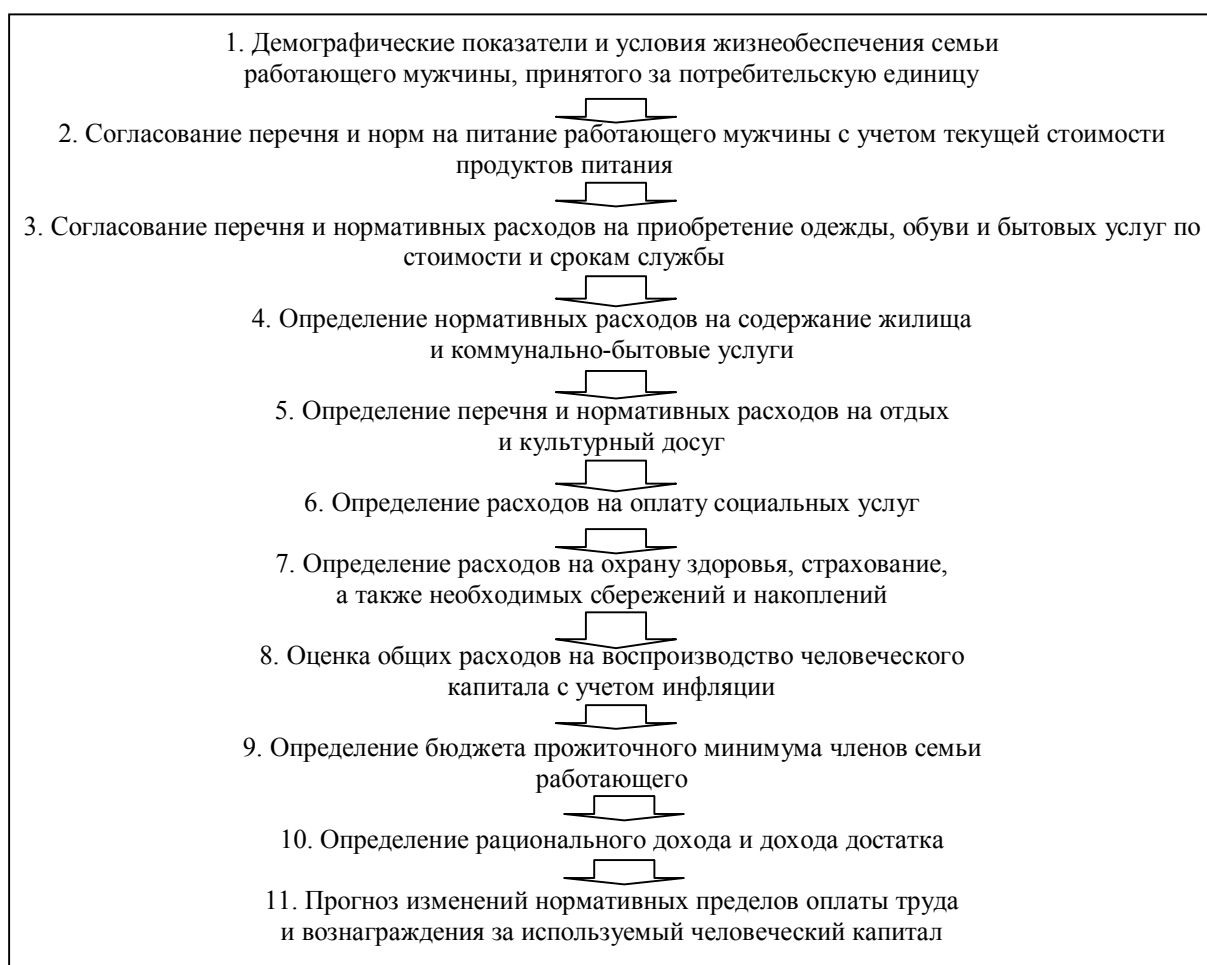 1. Демографические показатели и условия жизнеобеспечения семьи
работающего мужчины, принятого за потребительскую единицу
2. Согласование перечня и норм на питание работающего мужчины с учетом текущей стоимости
продуктов питания
3. Согласование перечня и нормативных расходов на приобретение одежды, обуви и бытовых услуг по
стоимости и срокам службы
4. Определение нормативных расходов на содержание жилища
и коммунально-бытовые услуги
5. Определение перечня и нормативных расходов на отдых
и культурный досуг
6. Определение расходов на оплату социальных услуг
7. Определение расходов на охрану здоровья, страхование,
а также необходимых сбережений и накоплений
8. Оценка общих расходов на воспроизводство человеческого
капитала с учетом инфляции
9. Определение бюджета прожиточного минимума членов семьи
работающего
10. Определение рационального дохода и дохода достатка
11. Прогноз изменений нормативных пределов оплаты труда
и вознаграждения за используемый человеческий капитал